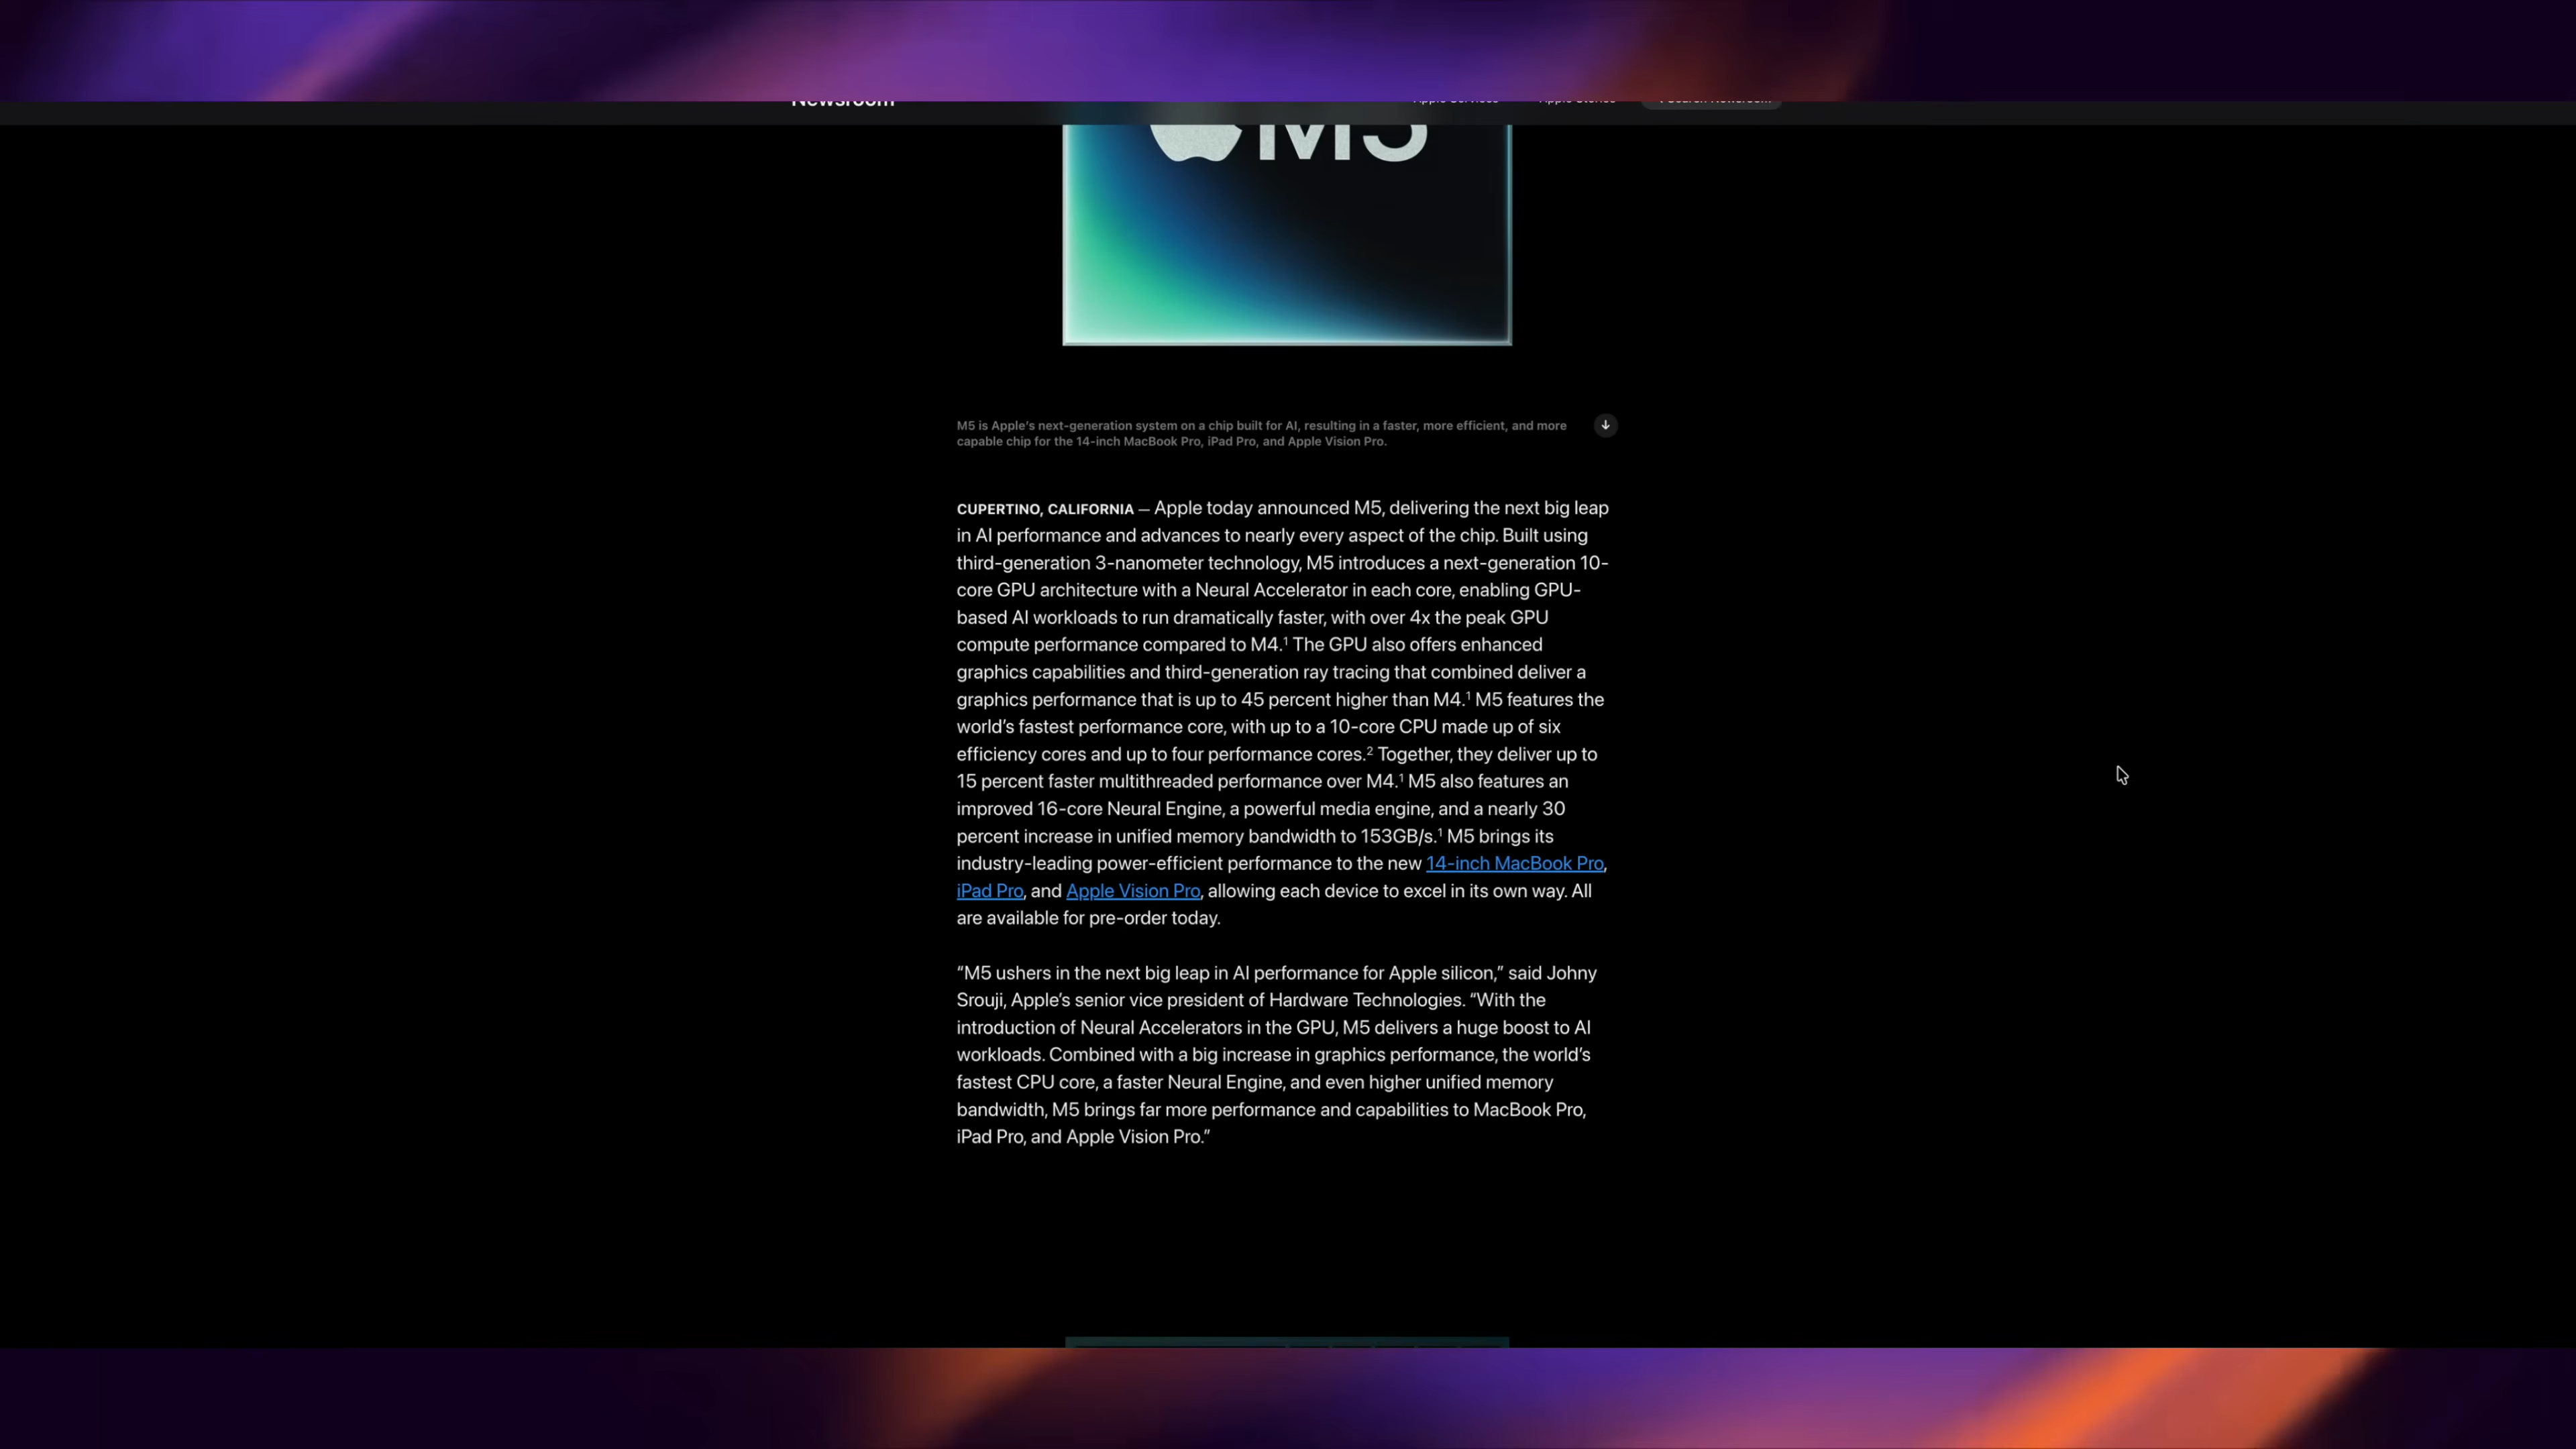 Newsroom
M5
M5 is Apple’s next-generation system on a chip built for AI, resulting in a faster, more efficient, and more
capable chip for the 14-inch MacBook Pro, iPad Pro, and Apple Vision Pro.
CUPERTINO, CALIFORNIA — Apple today announced M5, delivering the next big leap
in AI performance and advances to nearly every aspect of the chip. Built using
third-generation 3-nanometer technology, M5 introduces a next-generation 10-
core GPU architecture with a Neural Accelerator in each core, enabling GPU-
based AI workloads to run dramatically faster, with over 4x the peak GPU
compute performance compared to M4.¹ The GPU also offers enhanced
graphics capabilities and third-generation ray tracing that combined deliver a
graphics performance that is up to 45 percent higher than M4.¹ M5 features the
world’s fastest performance core, with up to a 10-core CPU made up of six
efficiency cores and up to four performance cores.² Together, they deliver up to
15 percent faster multithreaded performance over M4.¹ M5 also features an
improved 16-core Neural Engine, a powerful media engine, and a nearly 30
percent increase in unified memory bandwidth to 153GB/s.¹ M5 brings its
industry-leading power-efficient performance to the new 14-inch MacBook Pro,
iPad Pro, and Apple Vision Pro, allowing each device to excel in its own way. All
are available for pre-order today.
“M5 ushers in the next big leap in AI performance for Apple silicon,” said Johny
Srouji, Apple’s senior vice president of Hardware Technologies. “With the
introduction of Neural Accelerators in the GPU, M5 delivers a huge boost to AI
workloads. Combined with a big increase in graphics performance, the world’s
fastest CPU core, a faster Neural Engine, and even higher unified memory
bandwidth, M5 brings far more performance and capabilities to MacBook Pro,
iPad Pro, and Apple Vision Pro.”